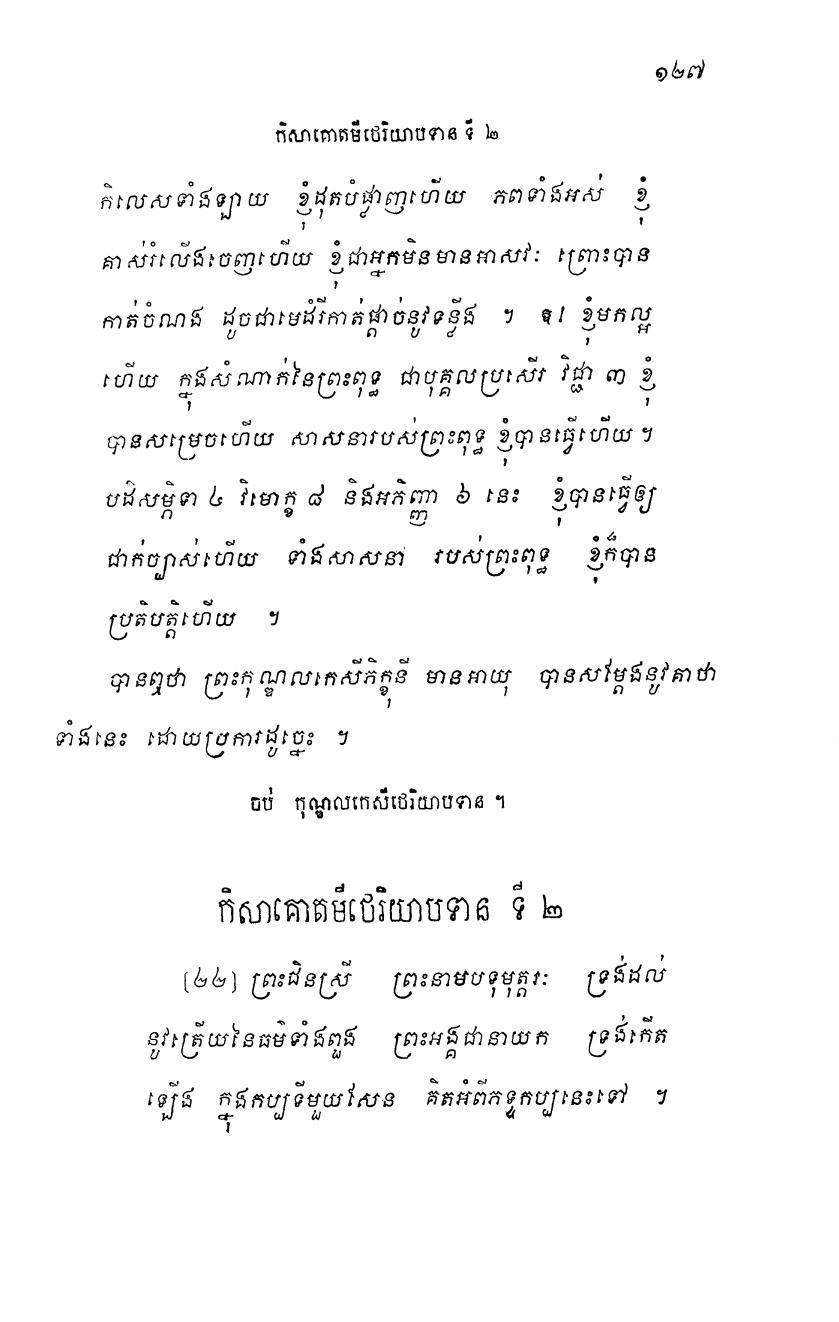 ១២៧
កិសាគោតមីថេរិយាបទាន ទី ២
កិលេសទាំងឡាយ ខ្ញុំដុតបំផ្លាញហើយ ភពទាំងអស់ ខ្ញុំ
គាស់រំលើងចេញហើយ ខ្ញុំជាអ្នកមិនមានអាសវៈ ព្រោះបាន
កាត់ចំណង ដូចជាមេដំរីកាត់ផ្តាច់នូវទន្លីង ។ ឱ! ខ្ញុំមកល្អ
ហើយ ក្នុងសំណាក់នៃព្រះពុទ្ធ ជាបុគ្គលប្រសើរ វិជ្ជា ៣ ខ្ញុំ
បានសម្រេចហើយ សាសនារបស់ព្រះពុទ្ធ ខ្ញុំបានធ្វើហើយ ។
បដិសម្ភិទា ៤ វិមោក្ខ ៨ និងអភិញ្ញា ៦ នេះ ខ្ញុំបានធ្វើឲ្យ
ជាក់ច្បាស់ហើយ ទាំងសាសនា របស់ព្រះពុទ្ធ ខ្ញុំក៏បាន
ប្រតិបត្តិហើយ ។
បានឮថា ព្រះកុណ្ឌលកេសីភិក្ខុនី មានអាយុ បានសម្តែងនូវគាថា
ទាំងនេះ ដោយប្រការដូច្នេះ ។
ចប់ កុណ្ឌលកេសីថេរិយាបទាន ។
កិសាគោតមីថេរិយាបទាន ទី ២
(២២) ព្រះជិនស្រី ព្រះនាមបទុមុត្តរៈ ទ្រង់ដល់
នូវត្រើយនៃធម៌ទាំងពួង ព្រះអង្គជានាយក ទ្រង់កើត
ឡើង ក្នុងកប្បទីមួយសែន គិតអំពីភទ្ទកប្បនេះទៅ ។